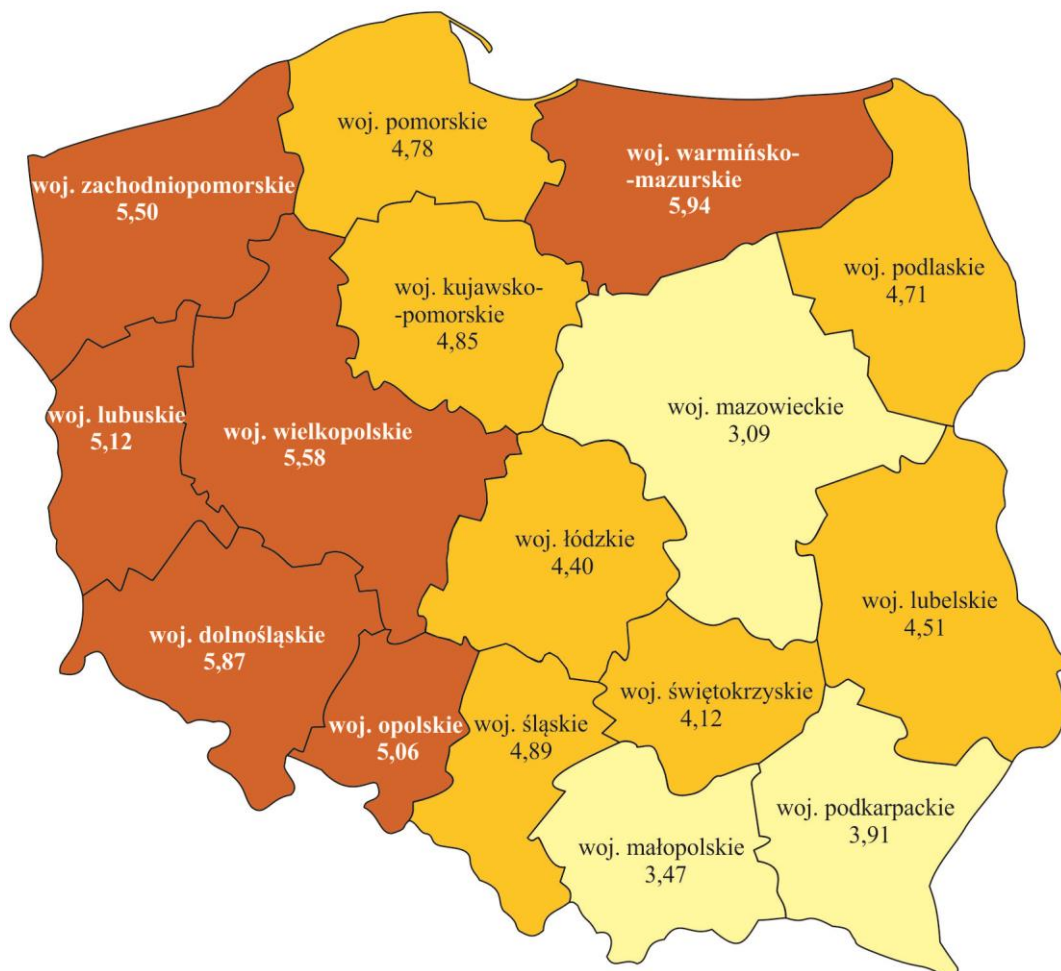 woj. pomorskie
4,78
woj. warmińsko-
-mazurskie
5,94
woj. zachodniopomorskie
5,50
woj. podlaskie
4,71
woj. kujawsko-
-pomorskie
4,85
woj. lubuskie
5,12
woj. wielkopolskie
5,58
woj. mazowieckie
3,09
woj. łódzkie
4,40
woj. lubelskie
4,51
woj. dolnośląskie
5,87
woj. opolskie
5,06
woj. śląskie
4,89
woj. świętokrzyskie
4,12
woj. podkarpackie
3,91
woj. małopolskie
3,47